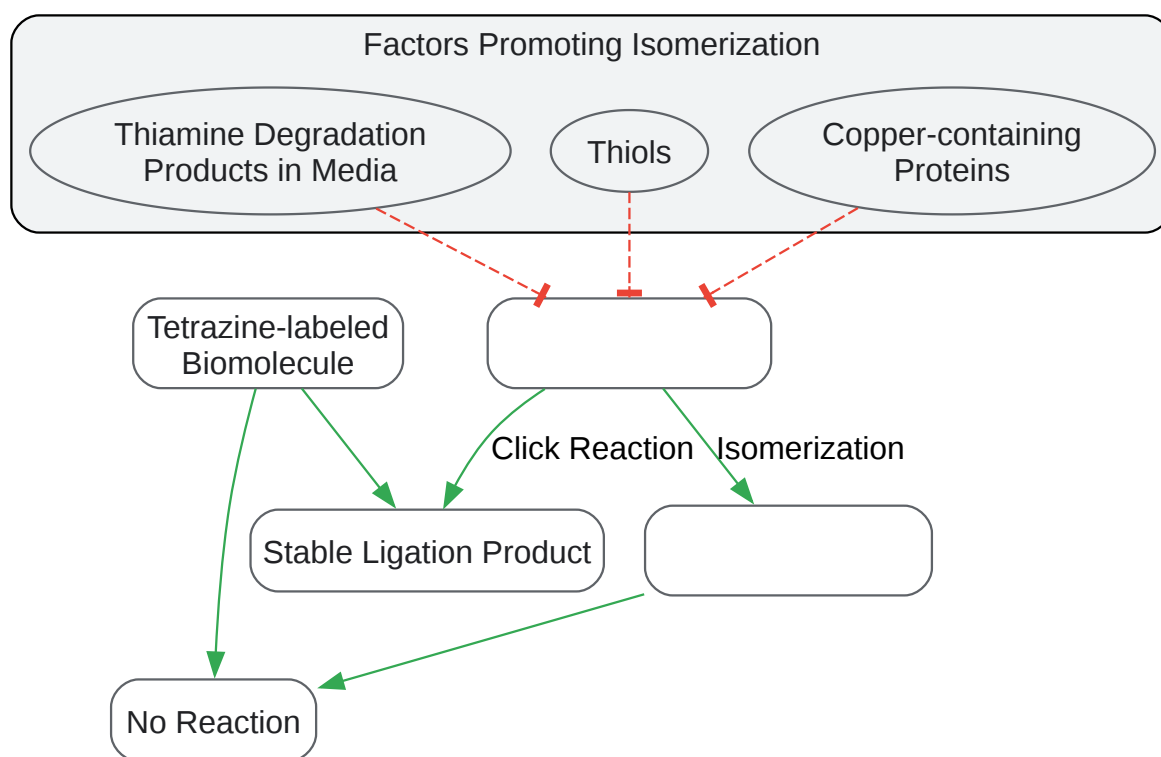 Factors Promoting Isomerization
Thiamine Degradation
Products in Media
Thiols
Copper-containing
Proteins
Tetrazine-labeled
Biomolecule
Click Reaction
Isomerization
Stable Ligation Product
No Reaction